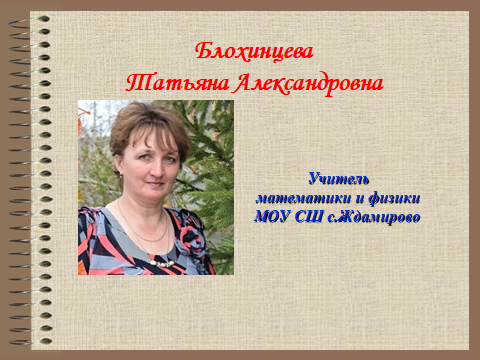 Блохинцева
Татьяна Александровна
Учитель
математики и физики
МОУ СШ с.Ждамирово